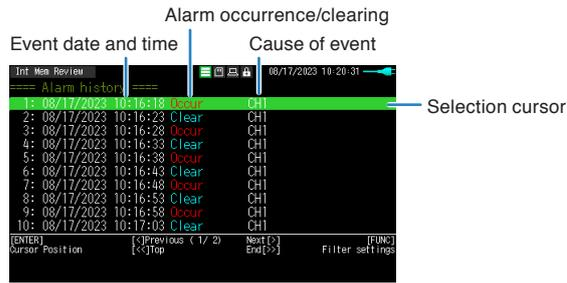 Alarm occurrence/clearing
Event date and time
Cause of event
Int Mem Review 08/17/2023 10:20:31
==== Alarm history ====
1: 08/17/2023 10:16:18 Occur CH1
Selection cursor
2: 08/17/2023 10:16:23 Clear CH1
3: 08/17/2023 10:16:28 Occur CH1
4: 08/17/2023 10:16:33 Clear CH1
5: 08/17/2023 10:16:38 Occur CH1
6: 08/17/2023 10:16:43 Clear CH1
7: 08/17/2023 10:16:48 Occur CH1
8: 08/17/2023 10:16:53 Clear CH1
9: 08/17/2023 10:16:58 Occur CH1
10: 08/17/2023 10:17:03 Clear CH1
[ENTER] [<]Previous ( 1/ 2) Next[>] [FUNC]
Cursor Position [<<]Top End[>>] Filter settings